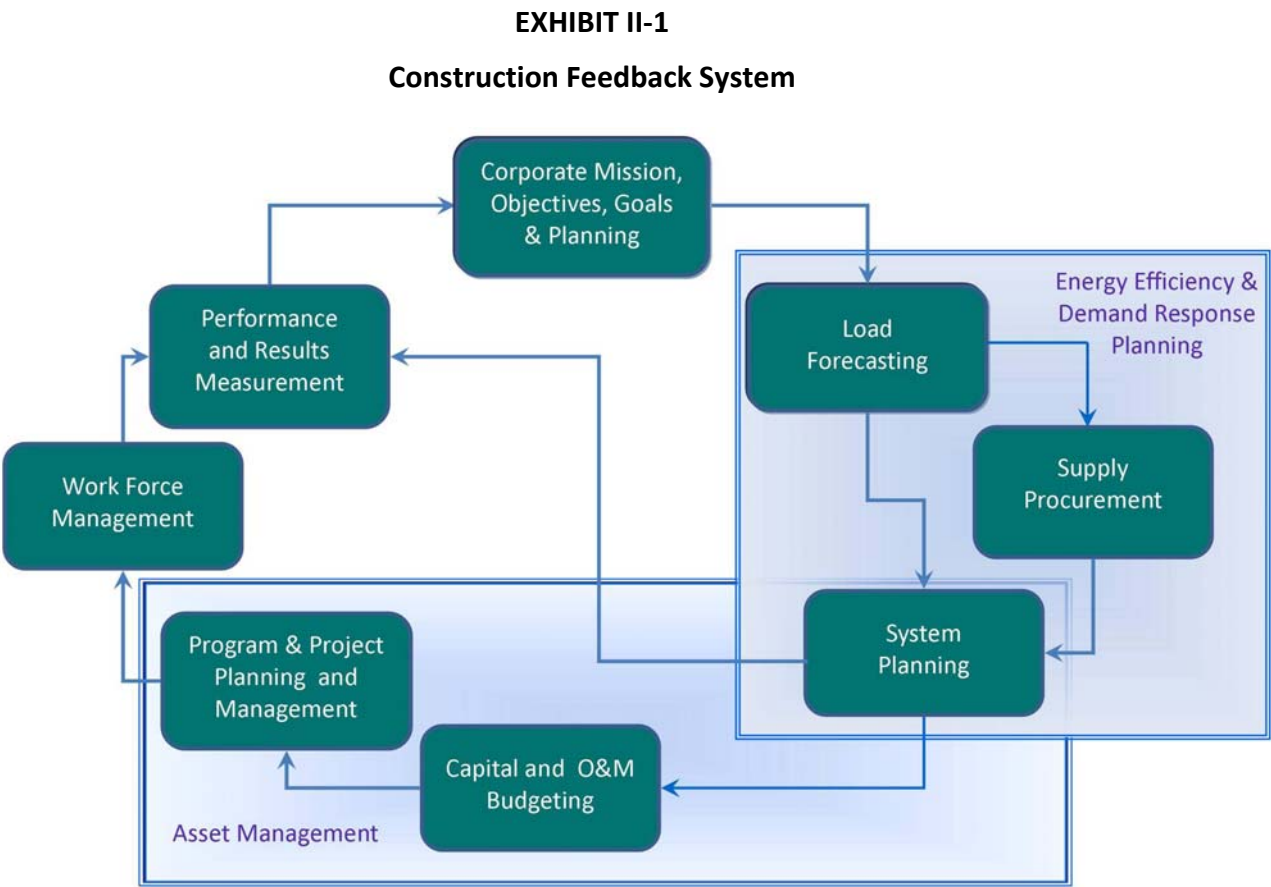 EXHIBIT II-1
Construction Feedback System
Corporate Mission,
Objectives, Goals
& Planning
Energy Efficiency &
Demand Response
Planning
Performance
and Results
Measurement
Load
Forecasting
Supply
Procurement
Work Force
Management
System
Planning
Program & Project
Planning and
Management
Capital and O&M
Budgeting
Asset Management